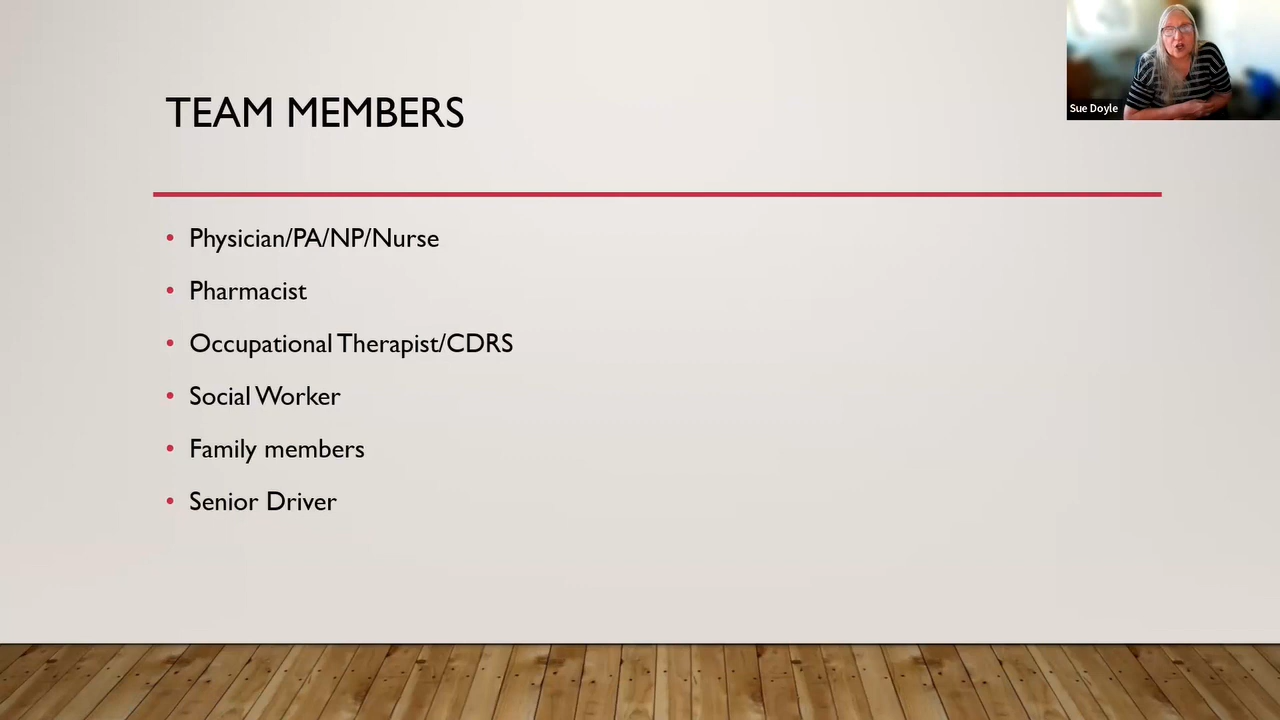 TEAM MEMBERS
Sue Doyle
• Physician/PA/NP/Nurse
• Pharmacist
• Occupational Therapist/CDRS
• Social Worker
• Family members
• Senior Driver